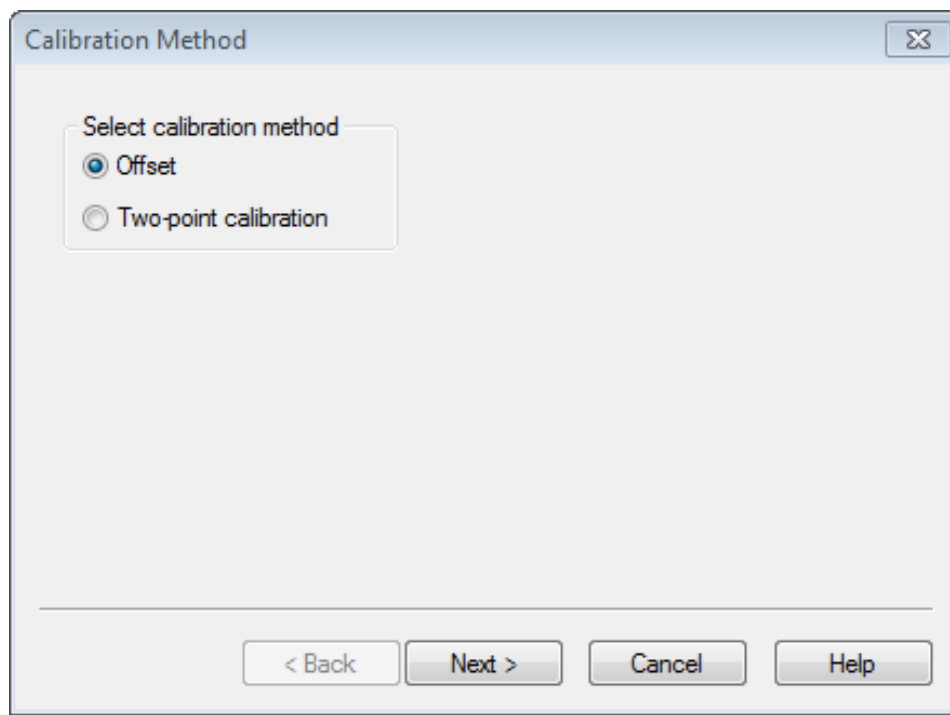 Calibration Method
Select calibration method
Offset
Two-point calibration
< Back Next > Cancel Help